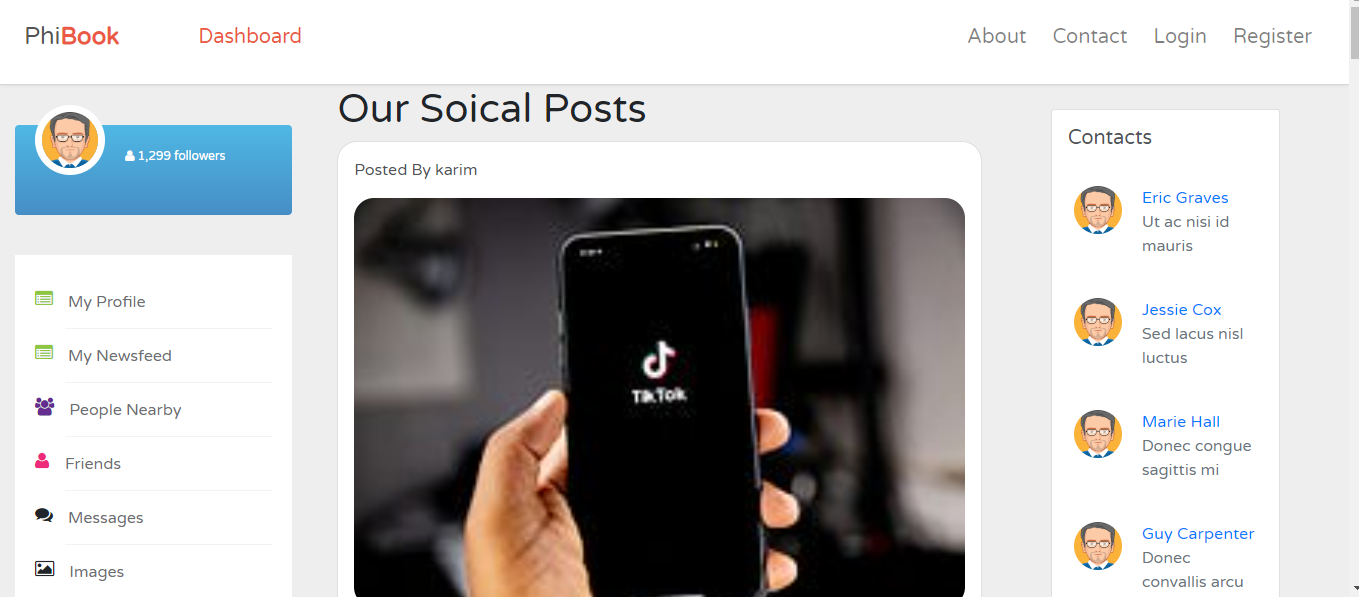 PhiBook
Dashboard
About
Contact
Login
Register
1,299 followers
My Profile
My Newsfeed
People Nearby
Friends
Messages
Images
Our Soical Posts
Posted By karim
TikTok
Contacts
Eric Graves
Ut ac nisi id
mauris
Jessie Cox
Sed lacus nisl
luctus
Marie Hall
Donec congue
sagittis mi
Guy Carpenter
Donec
convallis arcu